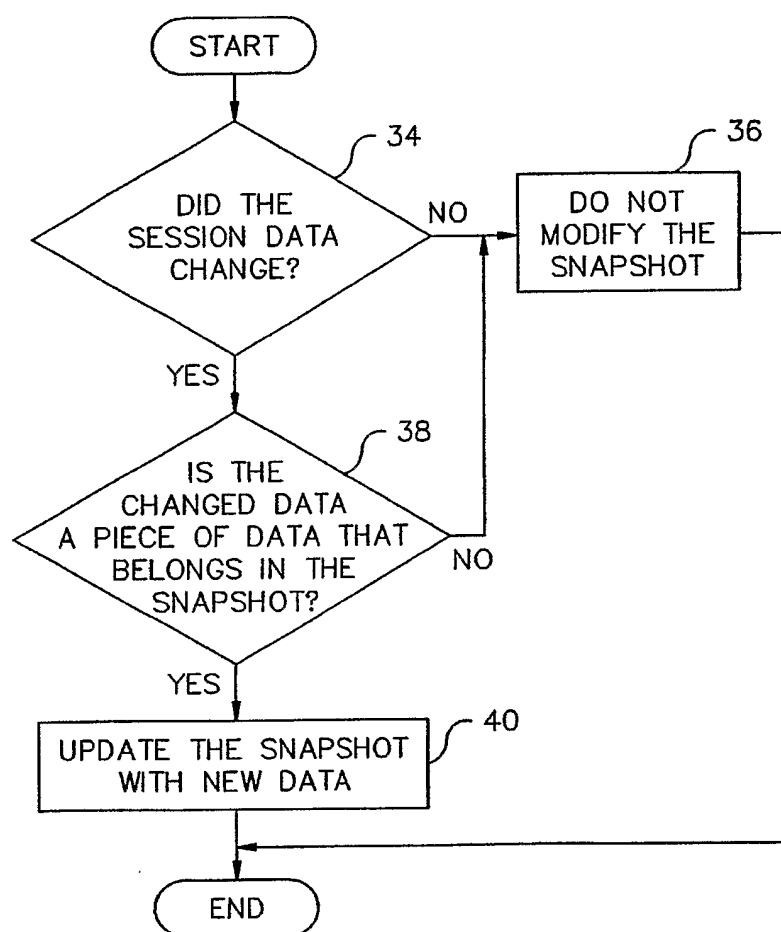 START
34
DID THE
SESSION DATA
CHANGE?
NO
36
DO NOT
MODIFY THE
SNAPSHOT
YES
38
IS THE
CHANGED DATA
A PIECE OF DATA THAT
BELONGS IN THE
SNAPSHOT?
NO
YES
40
UPDATE THE SNAPSHOT
WITH NEW DATA
END